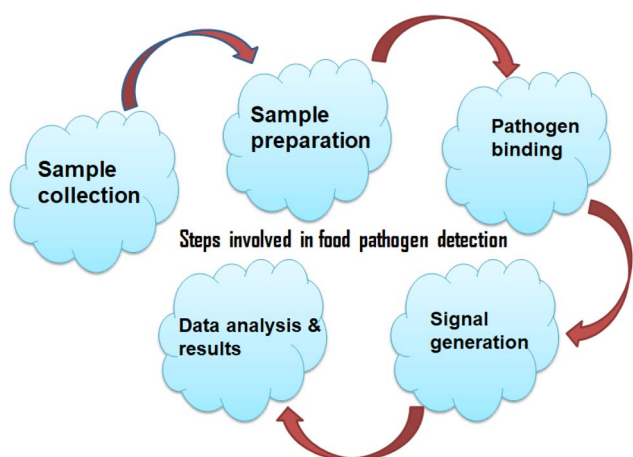 Sample
collection
Sample
preparation
Pathogen
binding
Steps involved in food pathogen detection
Signal
generation
Data analysis &
results